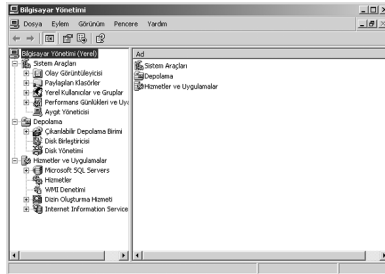 Bilgisayar Yönetimi
Dosya Eylem Görünüm Pencere Yardım
Bilgisayar Yönetimi (Yerel)
Sistem Araçları
Olay Görüntüleyicisi
Paylaşılan Klasörler
Yerel Kullanıcılar ve Gruplar
Performans Günlükleri ve Uya
Aygıt Yöneticisi
Depolama
Çıkarılabilir Depolama Birimi
Disk Birleştiricisi
Disk Yönetimi
Hizmetler ve Uygulamalar
Microsoft SQL Servers
Hizmetler
WMI Denetimi
Dizin Oluşturma Hizmeti
Internet Information Service
Ad
Sistem Araçları
Depolama
Hizmetler ve Uygulamalar